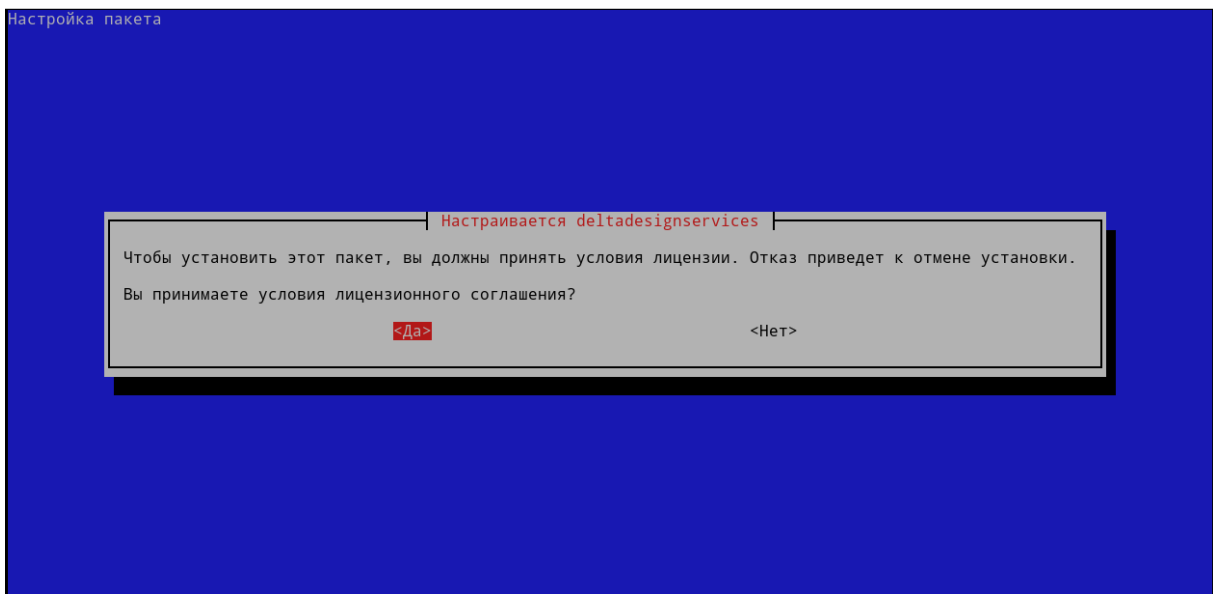 Настройка пакета
Настраивается deltadesignservices
Чтобы установить этот пакет, вы должны принять условия лицензии. Отказ приведет к отмене установки.
Вы принимаете условия лицензионного соглашения?
<Да> <Нет>